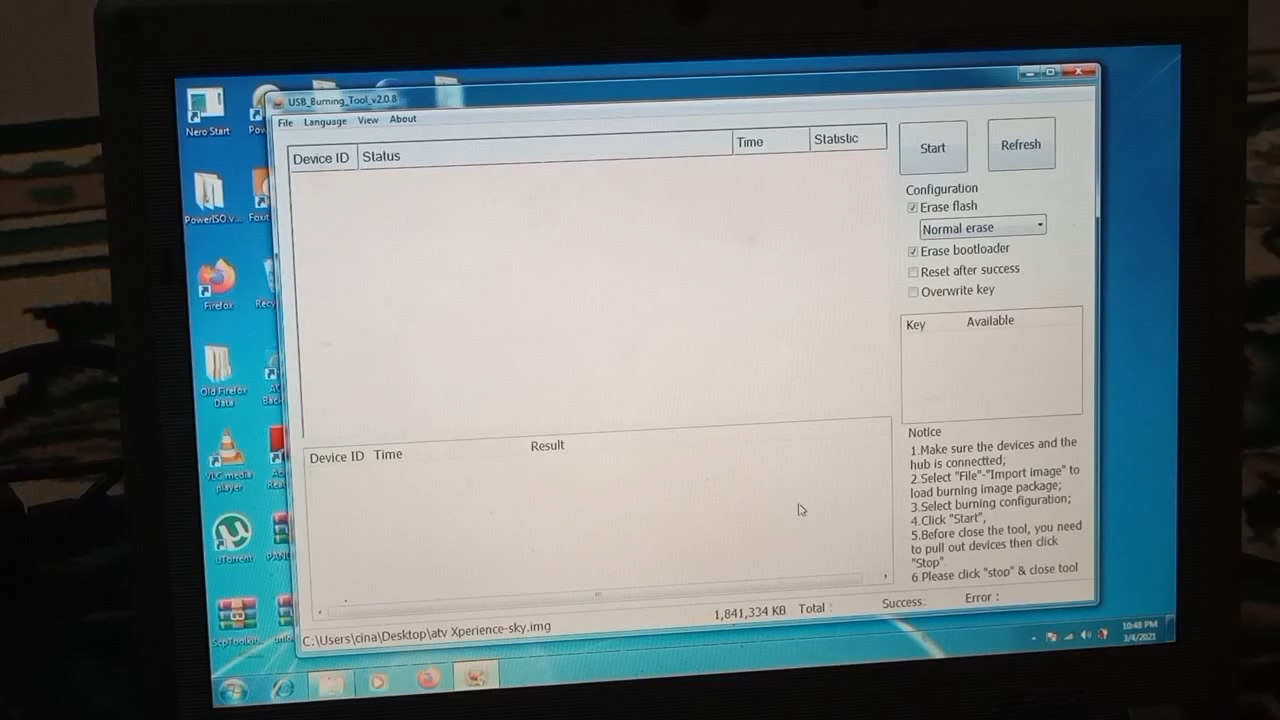 USB_Burning_Tool_v2.0.8
File Language View About
Device ID Status Time Statistic
Start Refresh
Configuration
Erase flash
Normal erase
Erase bootloader
Reset after success
Overwrite key
Key Available
Device ID Time Result
Notice
1.Make sure the devices and the
hub is connectted;
2.Select "File"-"Import image" to
load burning image package;
3.Select burning configuration;
4.Click "Start",
5.Before close the tool, you need
to pull out devices then click
"Stop"
6.Please click "stop" & close tool
C:\Users\cina\Desktop\atv Xperience-sky.img 1,841,334 KB Total : Success: Error :
Nero Start
PowerISO.v...
Foxit
Firefox
Recy
Old Firefox
Data
Back
VLC media
player
uTorrent
ScpToolkit...
10:48 PM
3/4/2021